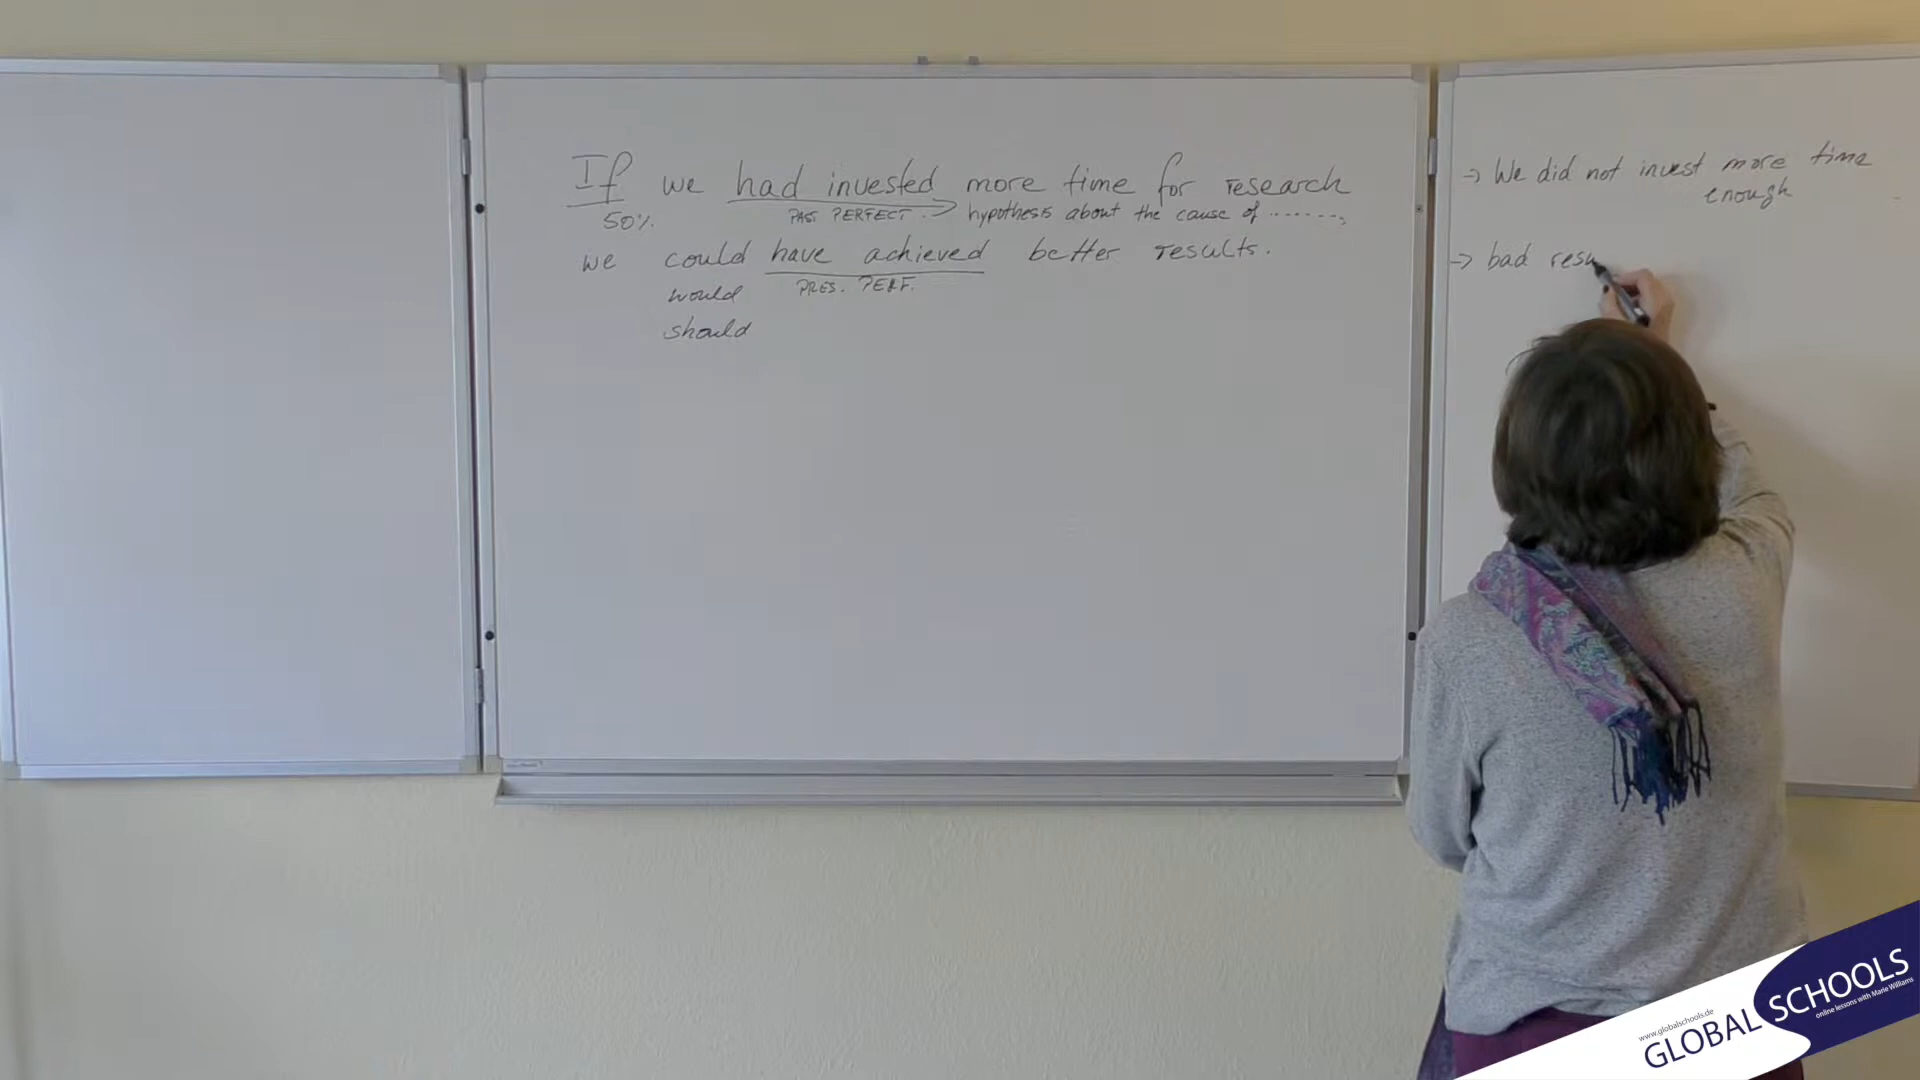 If we had invested more time for research
50%. PAST PERFECT. -> hypothesis about the cause of .......,
we could have achieved better results.
would PRES. PERF.
should
=> We did not invest more time
enough
-> bad resu
www.globalschools.de
GLOBAL SCHOOLS
online lessons with Marie Williams